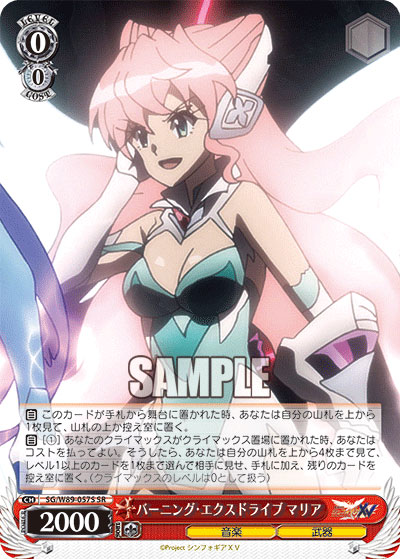 LEVEL
0
0
COST
SAMPLE
自 このカードが手札から舞台に置かれた時、あなたは自分の山札を上から
1枚見て、山札の上か控え室に置く。
自 [①] あなたのクライマックスがクライマックス置場に置かれた時、あなたは
コストを払ってよい。そうしたら、あなたは自分の山札を上から4枚まで見て、
レベル1以上のカードを1枚まで選んで相手に見せ、手札に加え、残りのカード
を控え室に置く。(クライマックスのレベルは0として扱う)
CH SG/W89-057S SR
バーニング・エクスドライブ マリア
2000
音楽
武器
©Project シンフォギアXV